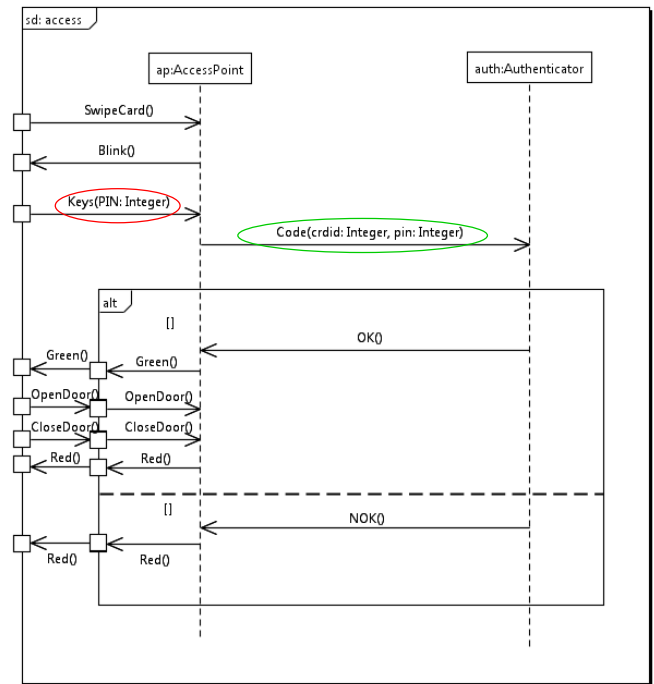 sd: access
ap:AccessPoint
auth:Authenticator
SwipeCard()
Blink()
Keys(PIN: Integer)
Code(crdid: Integer, pin: Integer)
alt
[]
OK()
Green()
Green()
OpenDoor()
OpenDoor()
CloseDoor()
CloseDoor()
Red()
Red()
[]
NOK()
Red()
Red()